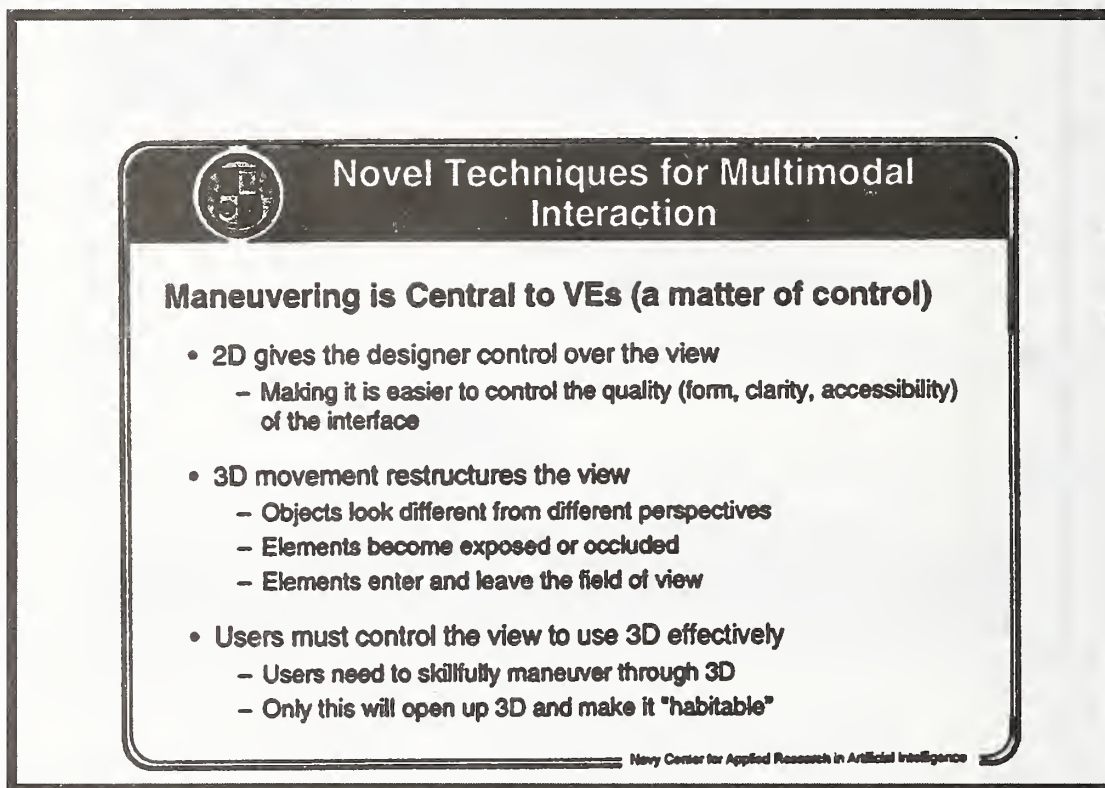 Novel Techniques for Multimodal
Interaction
Maneuvering is Central to VEs (a matter of control)
• 2D gives the designer control over the view
– Making it is easier to control the quality (form, clarity, accessibility)
of the interface
• 3D movement restructures the view
– Objects look different from different perspectives
– Elements become exposed or occluded
– Elements enter and leave the field of view
• Users must control the view to use 3D effectively
– Users need to skillfully maneuver through 3D
– Only this will open up 3D and make it "habitable"
Navy Center for Applied Research in Artificial Intelligence